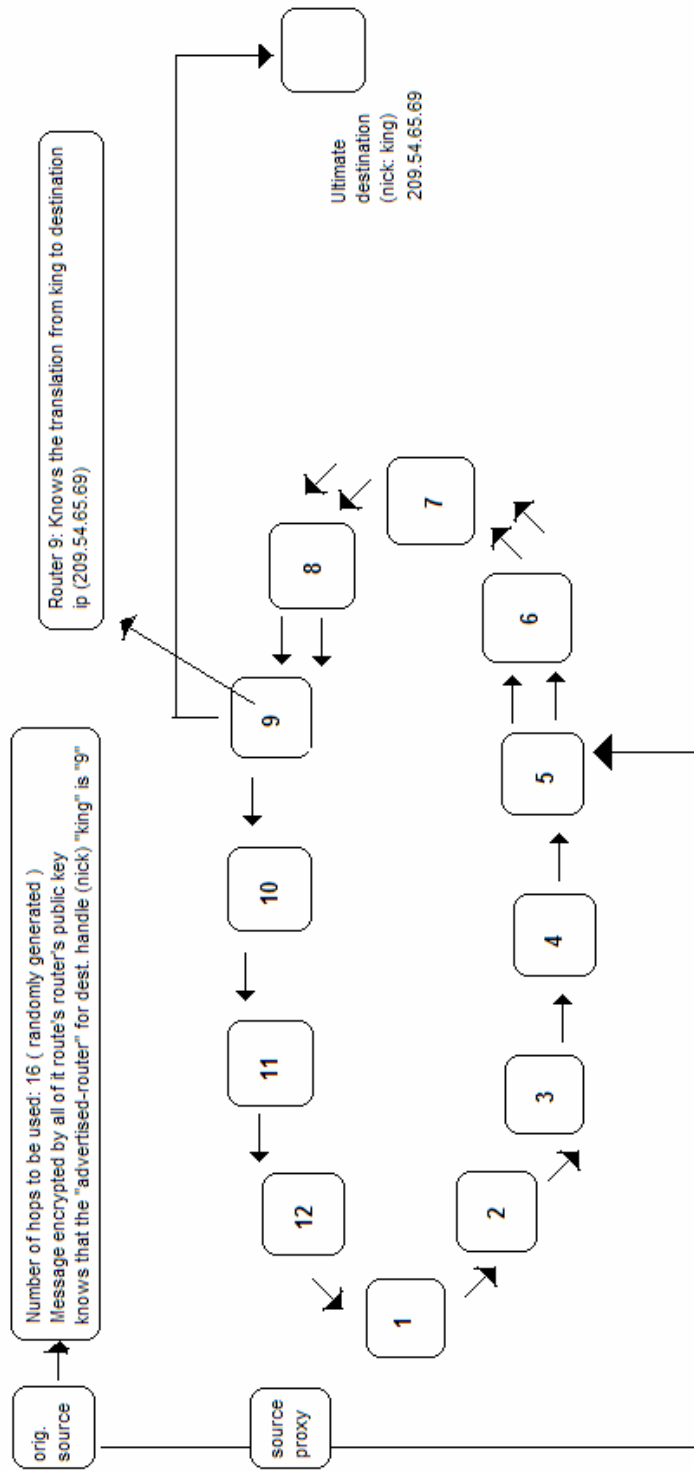 orig.
source
Number of hops to be used: 16 ( randomly generated )
Message encrypted by all of it route's router's public key
knows that the "advertised-router" for dest. handle (nick) "king" is "9"
Router 9: Knows the translation from king to destination
ip (209.54.65.69)
source
proxy
12
11
10
9
8
Ultimate
destination
(nick: king)
209.54.65.69
1
7
2
3
4
5
6